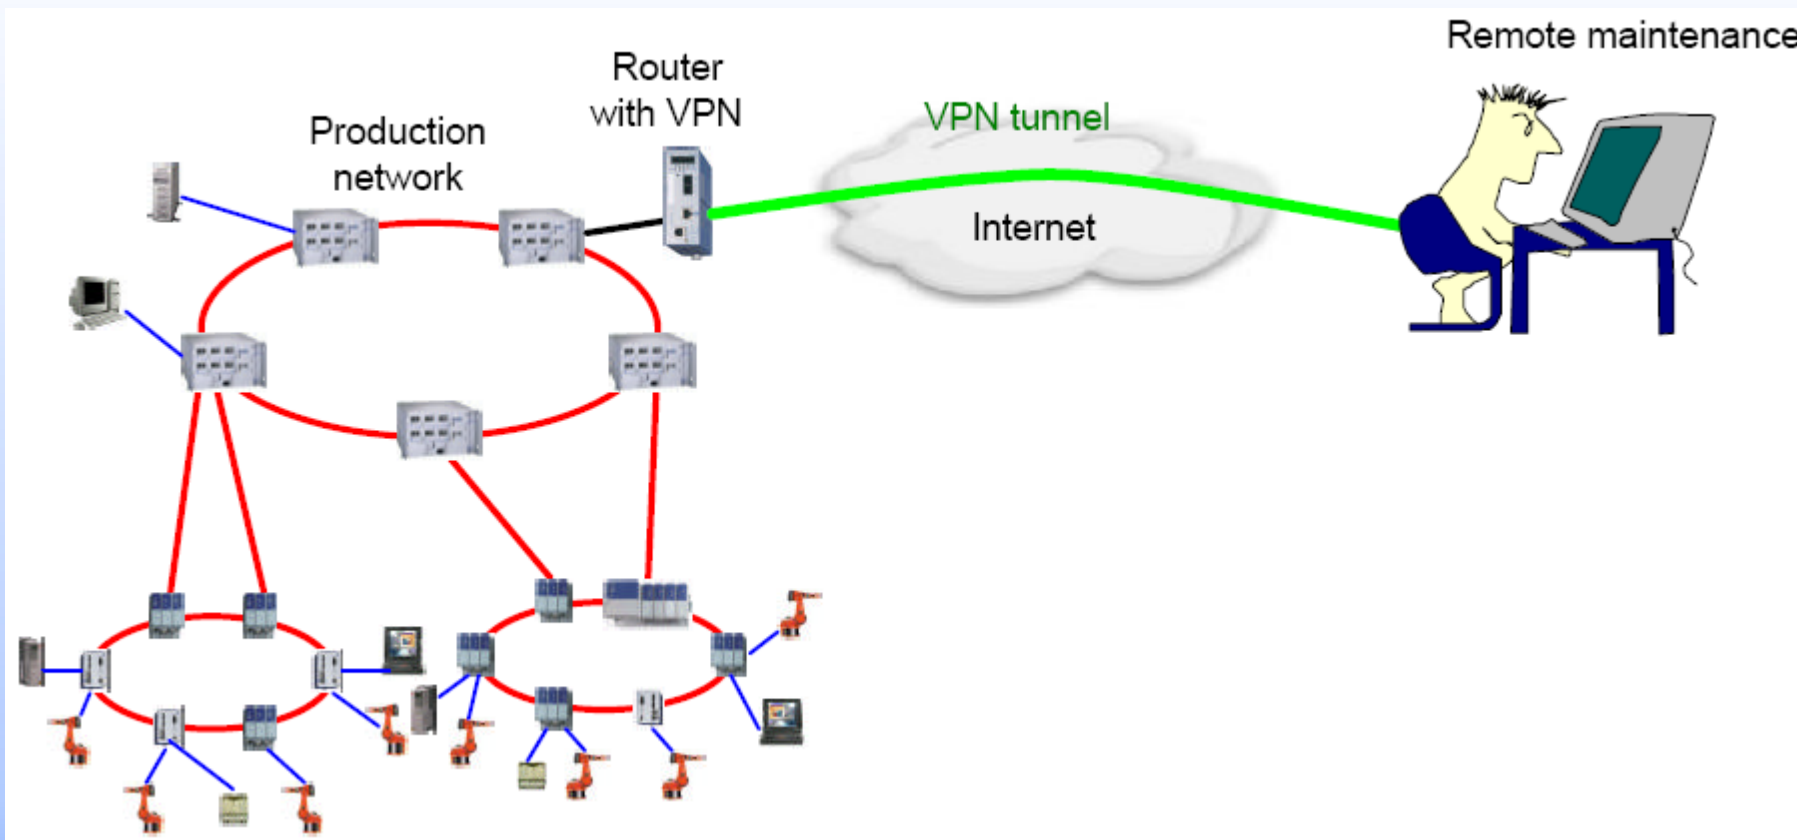 Remote maintenance
Router
with VPN
VPN tunnel
Production
network
Internet